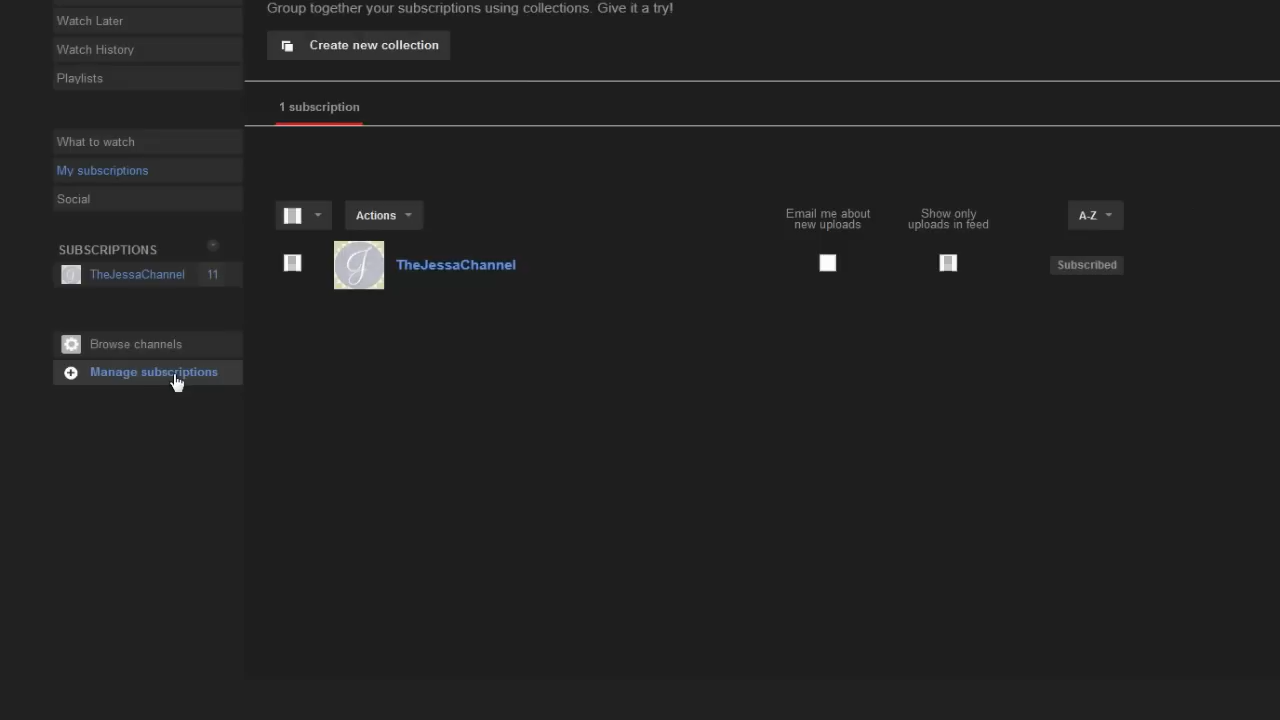 Group together your subscriptions using collections. Give it a try!
Create new collection
Watch Later
Watch History
Playlists
1 subscription
What to watch
My subscriptions
Social
SUBSCRIPTIONS
TheJessaChannel 11
Browse channels
Manage subscriptions
Actions
Email me about
new uploads
Show only
uploads in feed
A-Z
J
TheJessaChannel
Subscribed